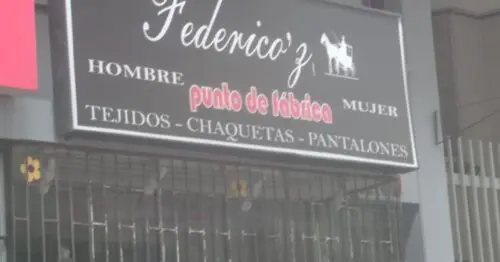 Federico'z
HOMBRE
punto de fábrica
MUJER
TEJIDOS - CHAQUETAS - PANTALONES